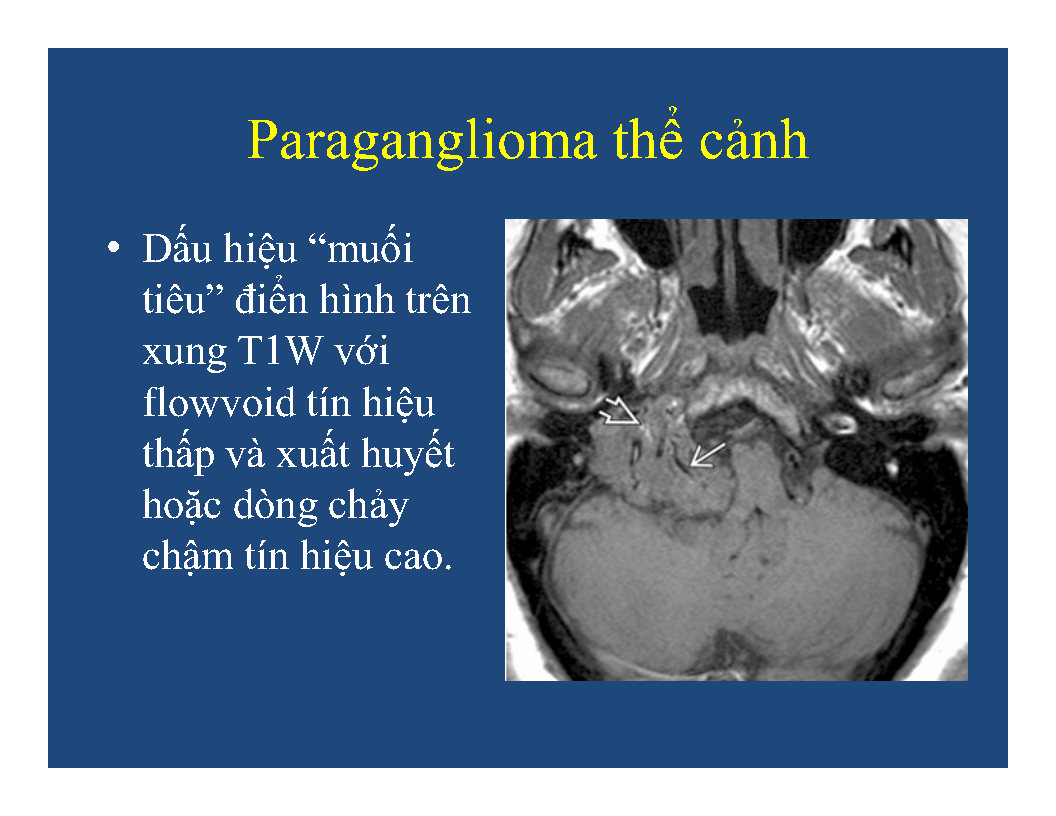 Paraganglioma thể cảnh
• Dấu hiệu “muối
tiêu” điển hình trên
xung T1W với
flowvoid tín hiệu
thấp và xuất huyết
hoặc dòng chảy
chậm tín hiệu cao.